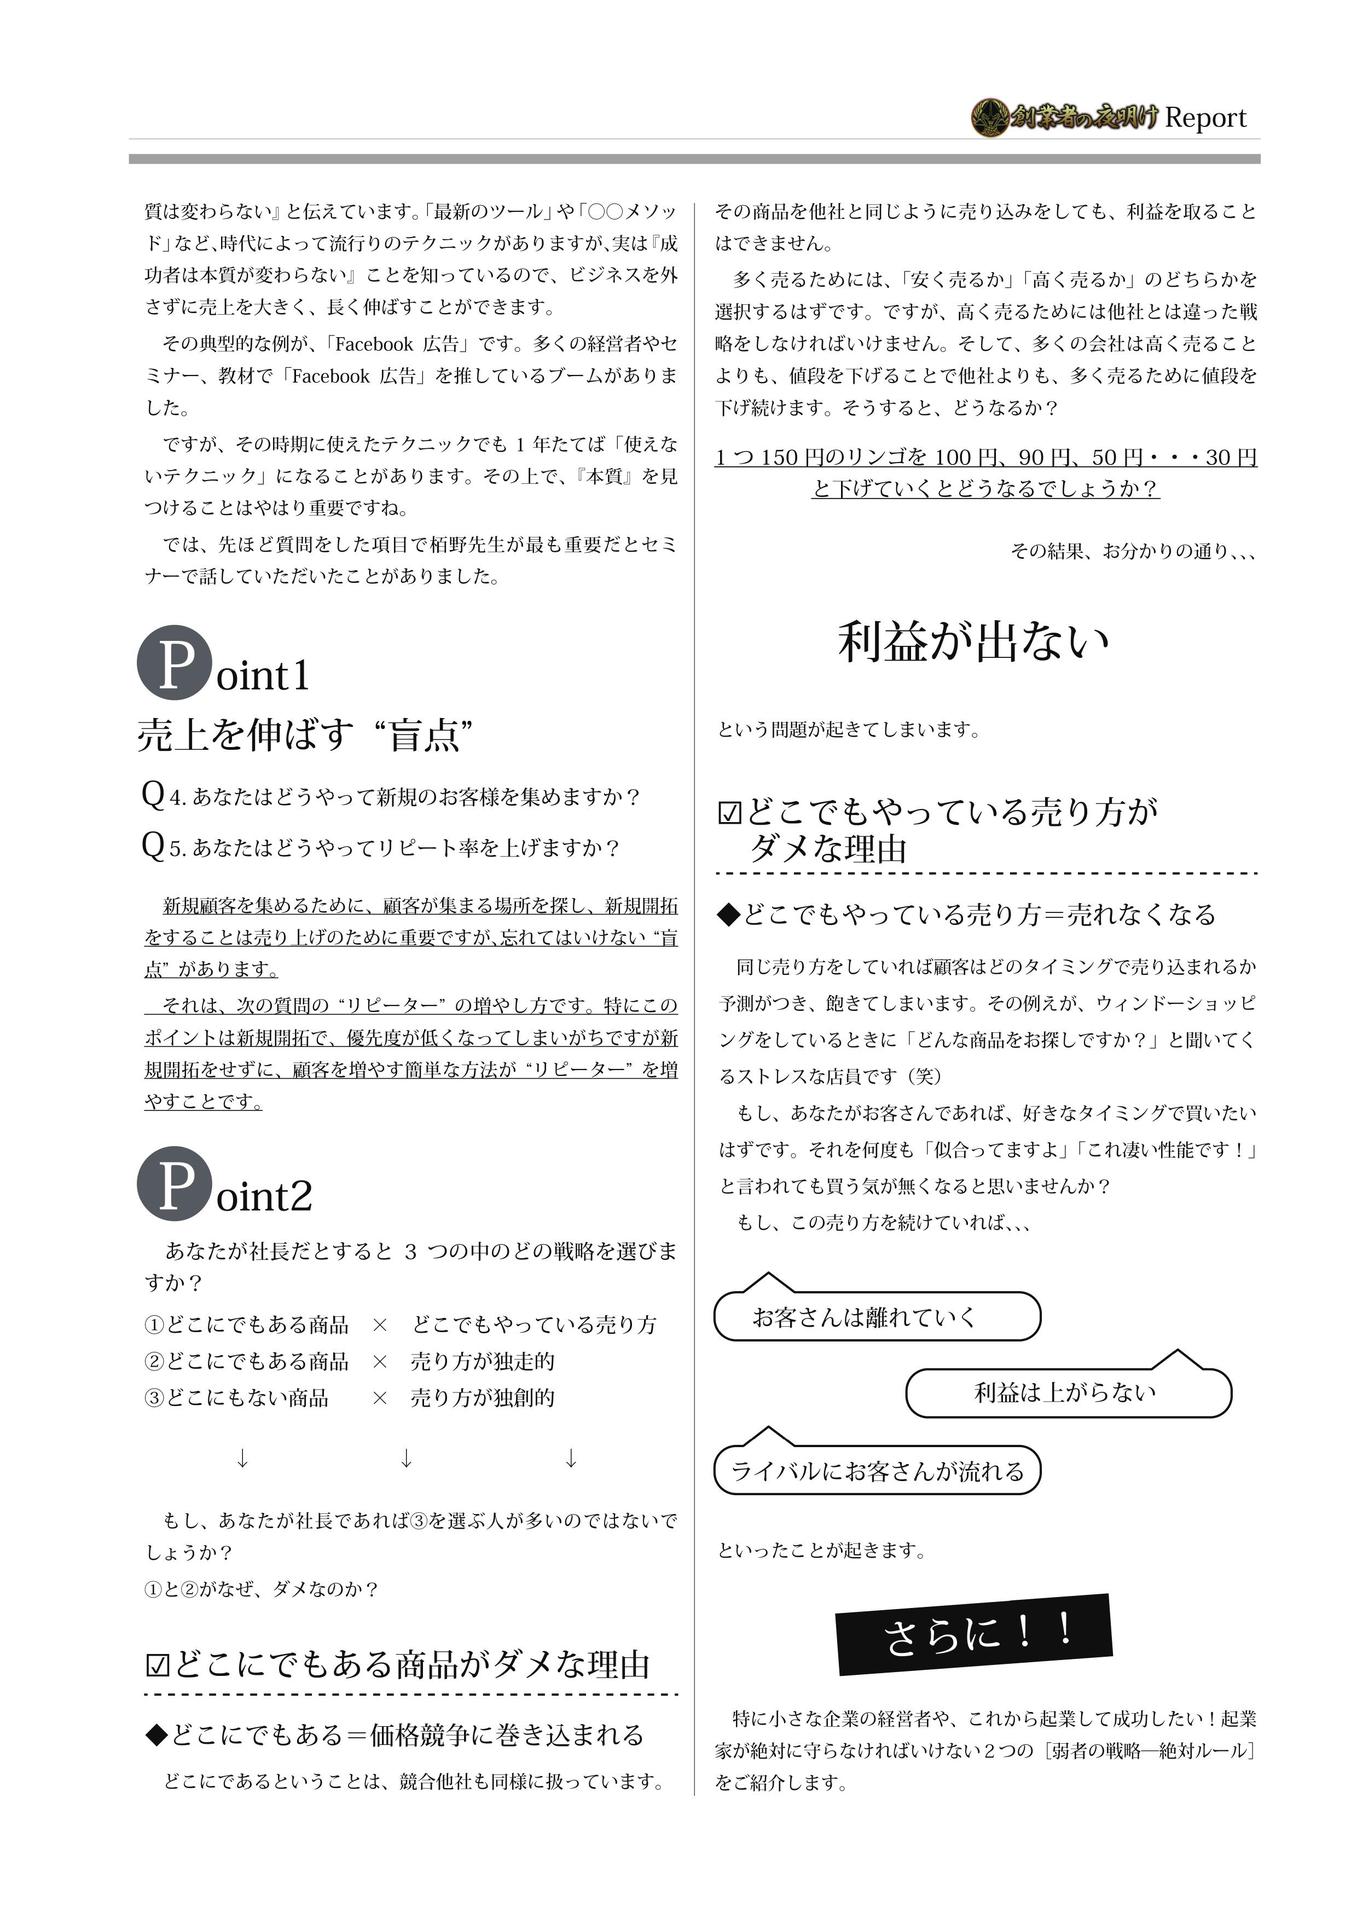 創業者の夜明け Report
質は変わらない』と伝えています。「最新のツール」や「〇〇メソッ
ド」など、時代によって流行りのテクニックがありますが、実は『成
功者は本質が変わらない』ことを知っているので、ビジネスを外
さずに売上を大きく、長く伸ばすことができます。
その典型的な例が、「Facebook 広告」です。多くの経営者やセ
ミナー、教材で「Facebook 広告」を推しているブームがありま
した。
ですが、その時期に使えたテクニックでも 1 年たてば「使えな
いテクニック」になることがあります。その上で、『本質』を見
つけることはやはり重要ですね。
では、先ほど質問をした項目で栢野先生が最も重要だとセミ
ナーで話していただいたことがありました。
Point1
売上を伸ばす “盲点”
Q4. あなたはどうやって新規のお客様を集めますか？
Q5. あなたはどうやってリピート率を上げますか？
新規顧客を集めるために、顧客が集まる場所を探し、新規開拓
をすることは売り上げのために重要ですが、忘れてはいけない “盲
点” があります。
それは、次の質問の “リピーター” の増やし方です。特にこの
ポイントは新規開拓で、優先度が低くなってしまいがちですが新
規開拓をせずに、顧客を増やす簡単な方法が “リピーター” を増
やすことです。
Point2
あなたが社長だとすると 3 つの中のどの戦略を選びま
すか？
①どこにでもある商品 × どこでもやっている売り方
②どこにでもある商品 × 売り方が独走的
③どこにもない商品 × 売り方が独創的
↓ ↓ ↓
もし、あなたが社長であれば③を選ぶ人が多いのではないで
しょうか？
①と②がなぜ、ダメなのか？
☑どこにでもある商品がダメな理由
◆どこにでもある＝価格競争に巻き込まれる
どこにであるということは、競合他社も同様に扱っています。
その商品を他社と同じように売り込みをしても、利益を取ること
はできません。
多く売るためには、「安く売るか」「高く売るか」のどちらかを
選択するはずです。ですが、高く売るためには他社とは違った戦
略をしなければいけません。そして、多くの会社は高く売ること
よりも、値段を下げることで他社よりも、多く売るために値段を
下げ続けます。そうすると、どうなるか？
1 つ 150 円のリンゴを 100 円、90 円、50 円・・・30 円
と下げていくとどうなるでしょうか？
その結果、お分かりの通り、、、
利益が出ない
という問題が起きてしまいます。
☑どこでもやっている売り方が
ダメな理由
◆どこでもやっている売り方＝売れなくなる
同じ売り方をしていれば顧客はどのタイミングで売り込まれるか
予測がつき、飽きてしまいます。その例えが、ウィンドーショッピ
ングをしているときに「どんな商品をお探しですか？」と聞いてく
るストレスな店員です（笑）
もし、あなたがお客さんであれば、好きなタイミングで買いたい
はずです。それを何度も「似合ってますよ」「これ凄い性能です！」
と言われても買う気が無くなると思いませんか？
もし、この売り方を続けていれば、、、
お客さんは離れていく
利益は上がらない
ライバルにお客さんが流れる
といったことが起きます。
さらに！！
特に小さな企業の経営者や、これから起業して成功したい！起業
家が絶対に守らなければいけない２つの［弱者の戦略―絶対ルール］
をご紹介します。